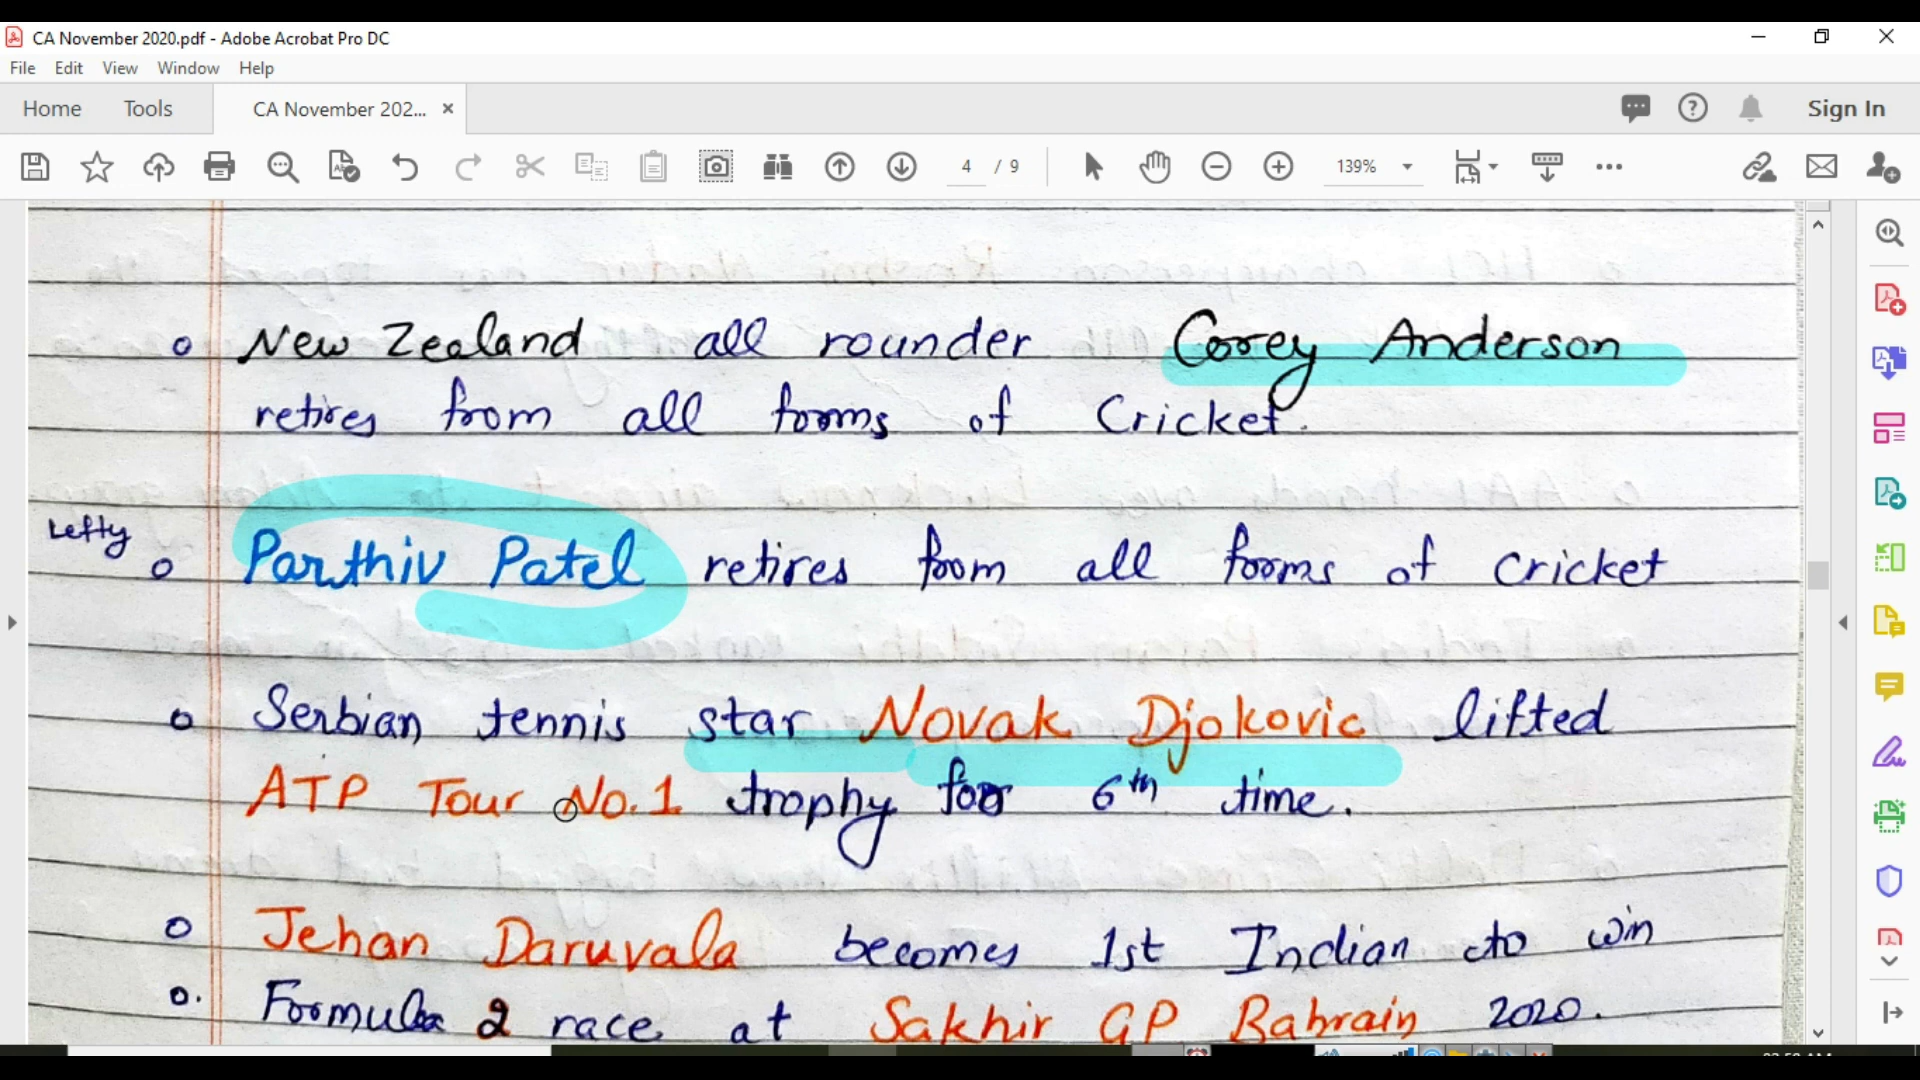 CA November 2020.pdf - Adobe Acrobat Pro DC
File Edit View Window Help
Home Tools CA November 202... × Sign In
4 / 9 139%
New Zealand all rounder Corey Anderson
retires from all forms of Cricket.
Lefty
Parthiv Patel retires from all forms of cricket
Serbian tennis star Novak Djokovic lifted
ATP Tour No.1 trophy for 6th time.
Jehan Daruvala becomes 1st Indian to win
Formula 2 race at Sakhir GP Bahrain 2020.